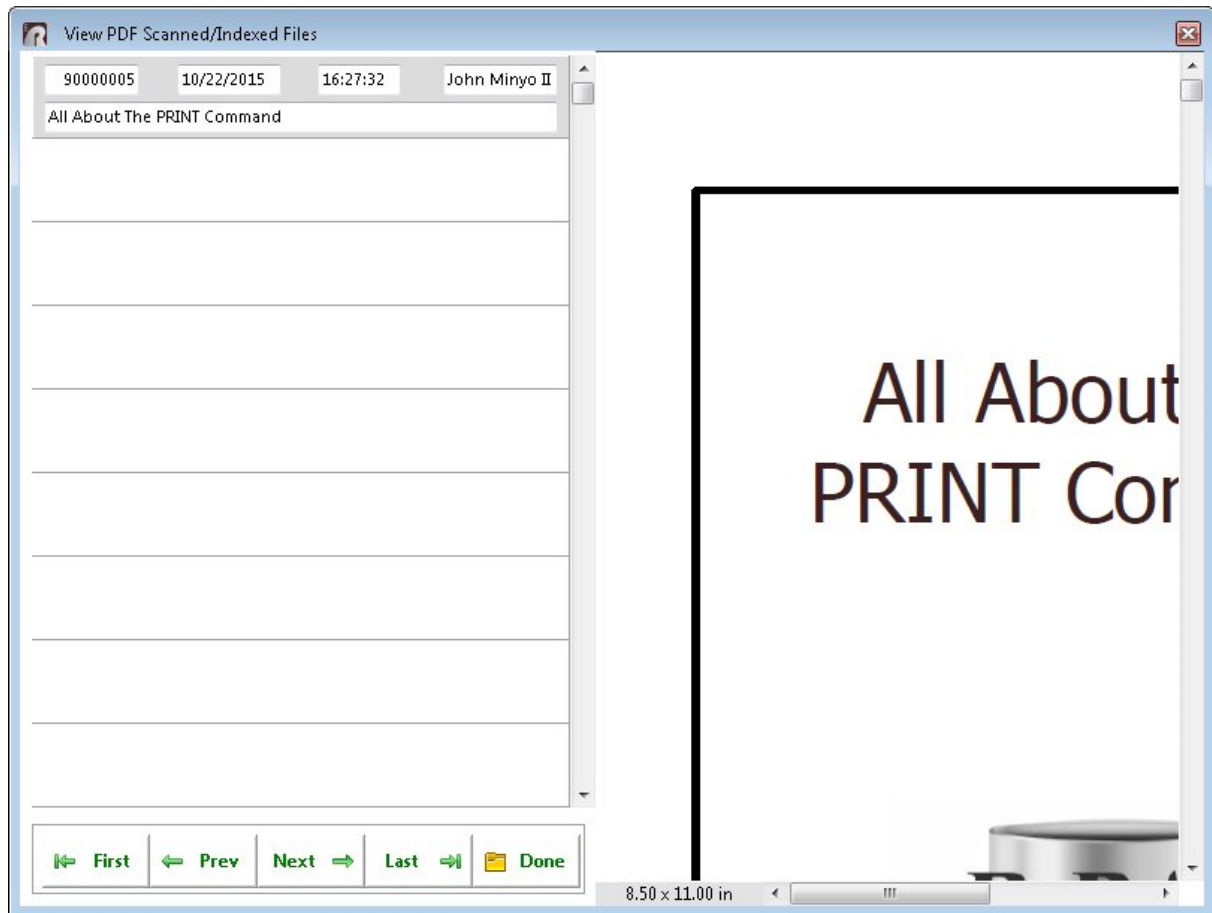 View PDF Scanned/Indexed Files
90000005 10/22/2015 16:27:32 John Minyo II
All About The PRINT Command
All About
PRINT
First Prev Next Last Done
8.50 x 11.00 in